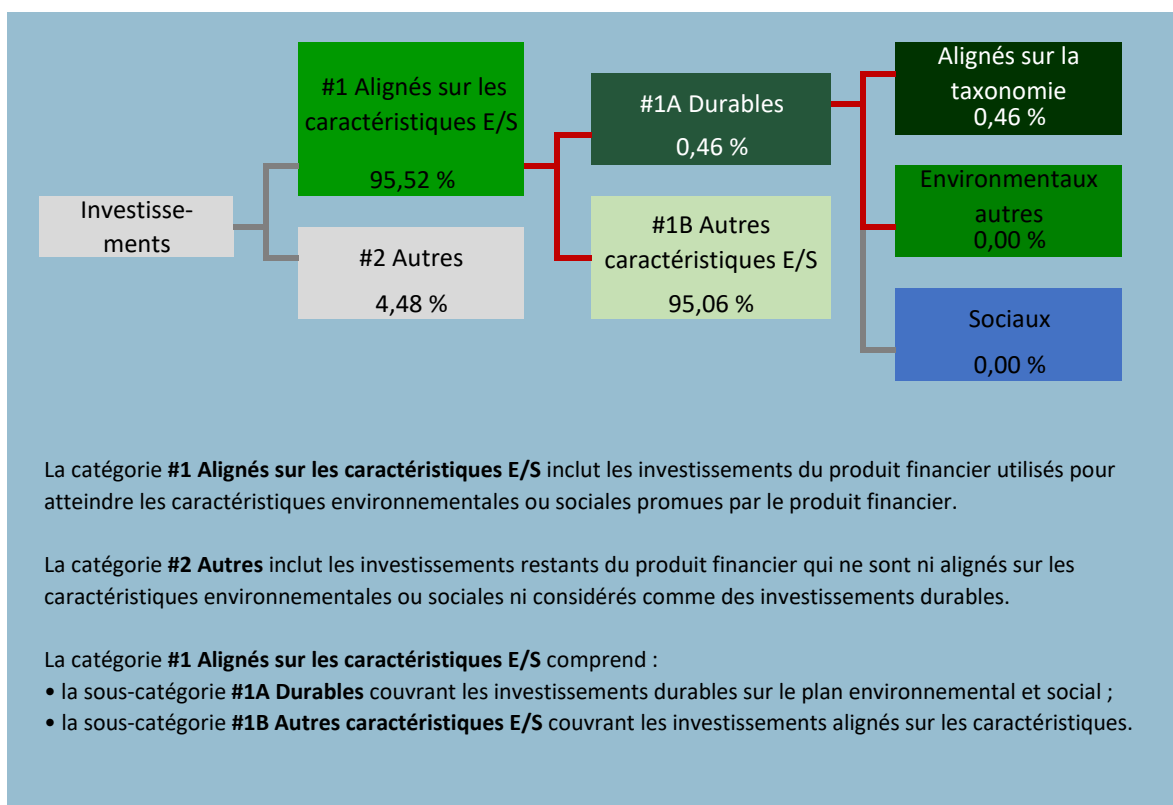 Investisse-
ments
#1 Alignés sur les
caractéristiques E/S
95,52 %
#2 Autres
4,48 %
#1A Durables
0,46 %
#1B Autres
caractéristiques E/S
95,06 %
Alignés sur la
taxonomie
0,46 %
Environmentaux
autres
0,00 %
Sociaux
0,00 %
La catégorie #1 Alignés sur les caractéristiques E/S inclut les investissements du produit financier utilisés pour
atteindre les caractéristiques environnementales ou sociales promues par le produit financier.
La catégorie #2 Autres inclut les investissements restants du produit financier qui ne sont ni alignés sur les
caractéristiques environnementales ou sociales ni considérés comme des investissements durables.
La catégorie #1 Alignés sur les caractéristiques E/S comprend :
• la sous-catégorie #1A Durables couvrant les investissements durables sur le plan environnemental et social ;
• la sous-catégorie #1B Autres caractéristiques E/S couvrant les investissements alignés sur les caractéristiques.